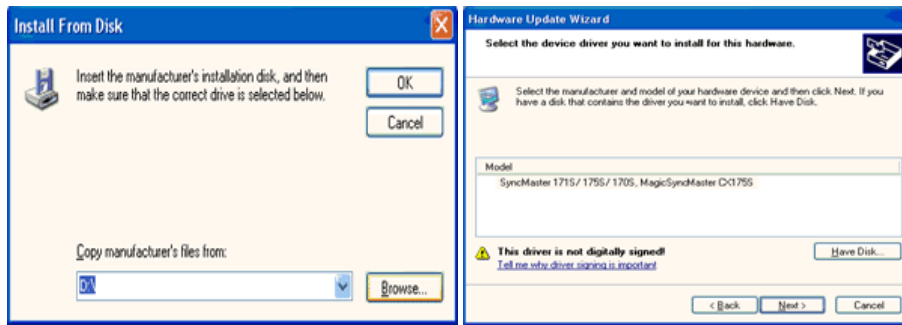 Install From Disk
Insert the manufacturer's installation disk, and then
make sure that the correct drive is selected below.
OK
Cancel
Copy manufacturer's files from:
D:\
Browse...
Hardware Update Wizard
Select the device driver you want to install for this hardware.
Select the manufacturer and model of your hardware device and then click Next. If you
have a disk that contains the driver you want to install, click Have Disk.
Model
SyncMaster 171S/ 175S/ 170S, MagicSyncMaster CX175S
This driver is not digitally signed!
Tell me why driver signing is important
Have Disk...
< Back
Next >
Cancel